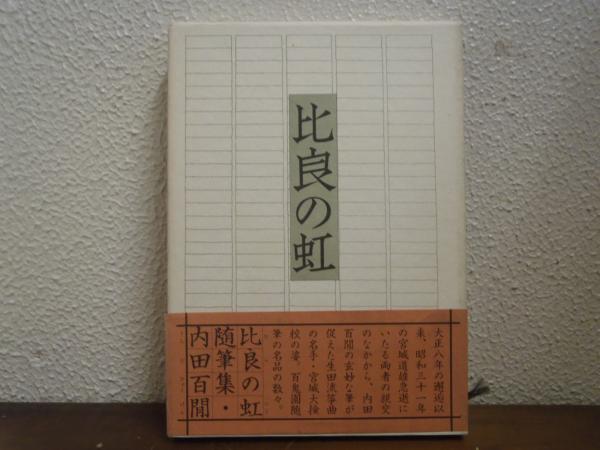 比良の虹
大正八年の邂逅以
来、昭和三十一年
の宮城道雄急逝に
いたる両者の親交
のなかから、内田
百閒の玄妙な筆が
促えた生田流箏曲
の名手・宮城大検
校の姿。百鬼園随
筆の名品の数々。
比良の虹
随筆集・
内田百閒